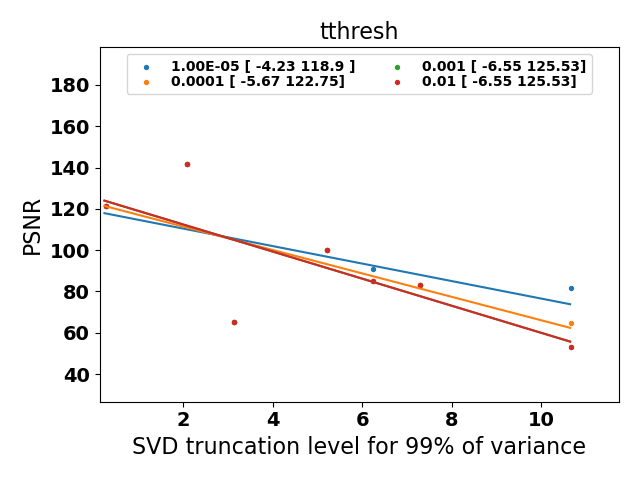 tthresh
1.00E-05 [ -4.23 118.9 ]
0.0001 [ -5.67 122.75]
0.001 [ -6.55 125.53]
0.01 [ -6.55 125.53]
PSNR
180
160
140
120
100
80
60
40
2 4 6 8 10
SVD truncation level for 99% of variance